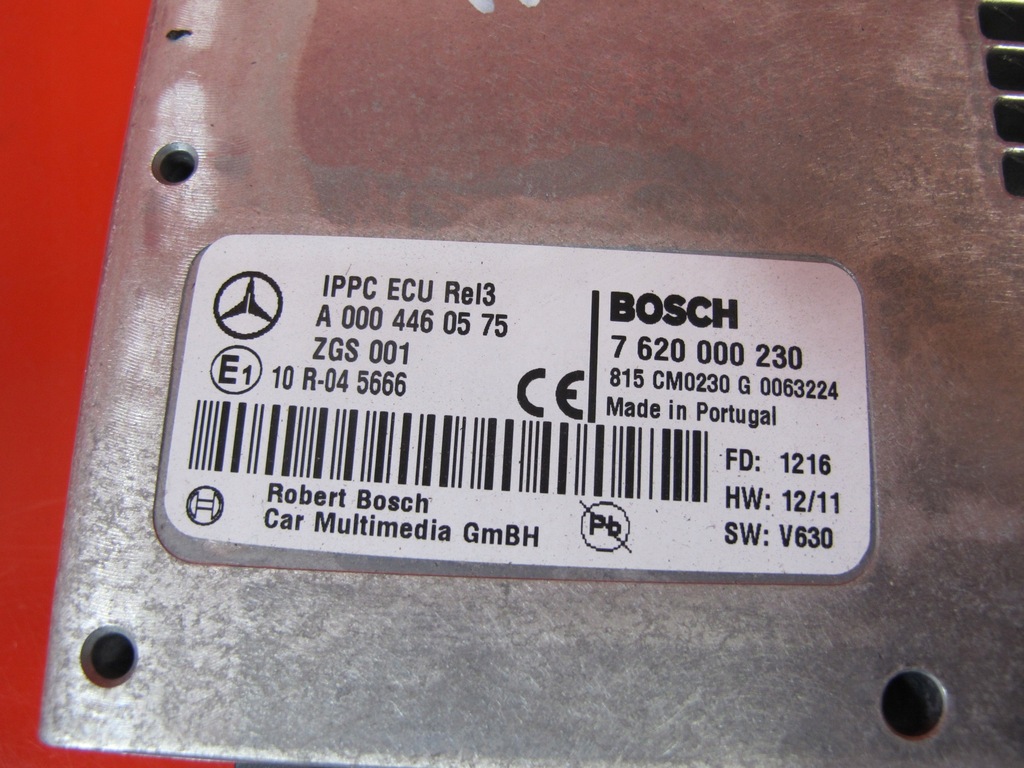 IPPC ECU Rel3
A 000 446 05 75
ZGS 001
E1 10 R-04 5666
CE
BOSCH
7 620 000 230
815 CM0230 G 0063224
Made in Portugal
FD: 1216
HW: 12/11
SW: V630
Robert Bosch
Car Multimedia GmBH
Pb